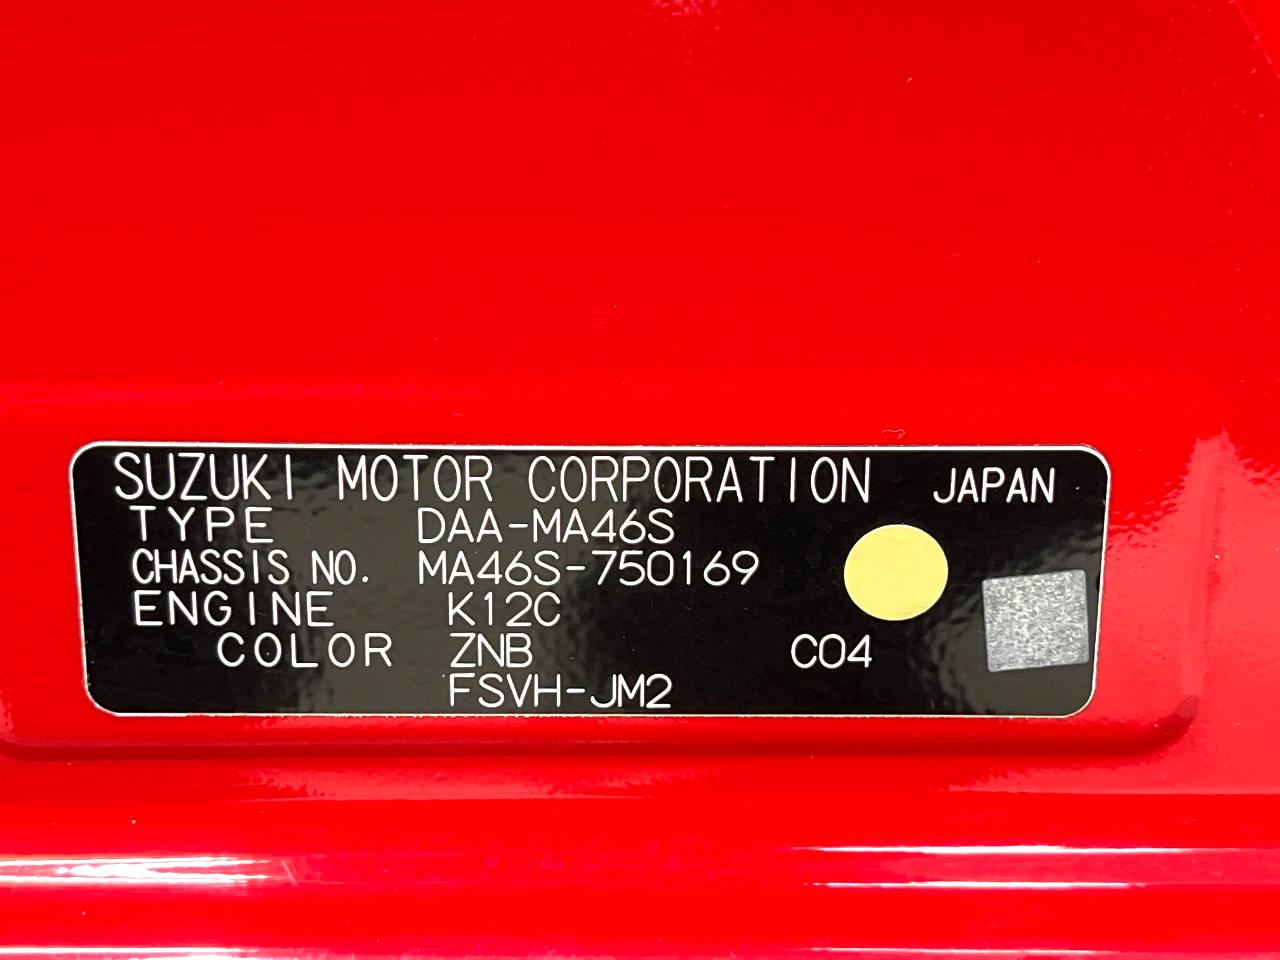 SUZUKI MOTOR CORPORATION JAPAN
TYPE DAA-MA46S
CHASSIS NO. MA46S-750169
ENGINE K12C
COLOR ZNB C04
FSVH-JM2